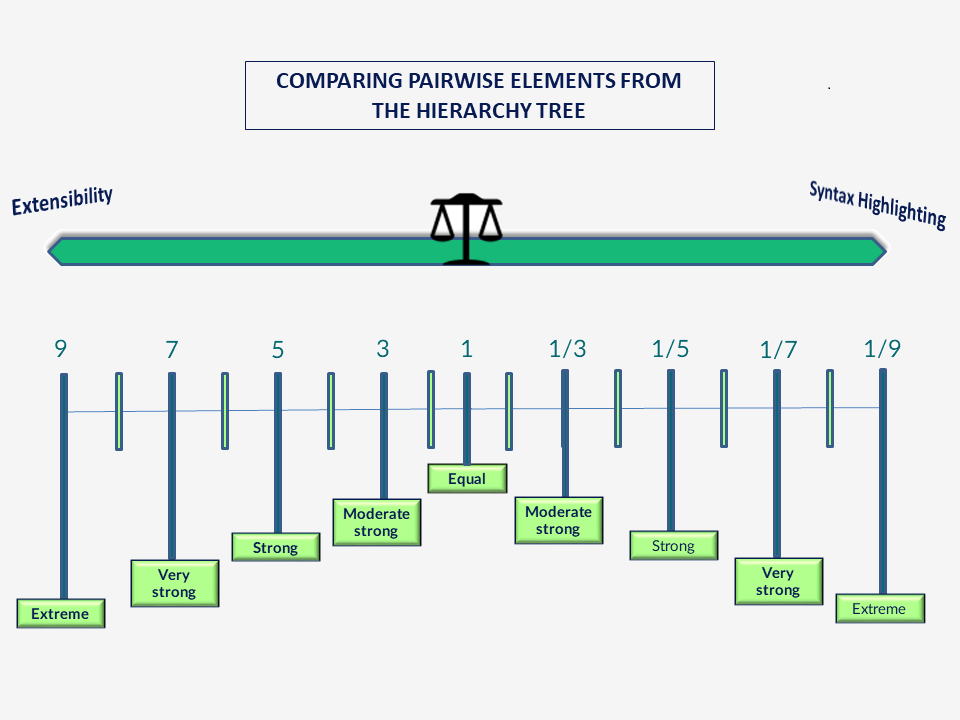 COMPARING PAIRWISE ELEMENTS FROM
THE HIERARCHY TREE
.
Extensibility
Syntax Highlighting
9 7 5 3 1 1/3 1/5 1/7 1/9
Equal
Moderate
strong
Moderate
strong
Strong
Strong
Very
strong
Very
strong
Extreme
Extreme